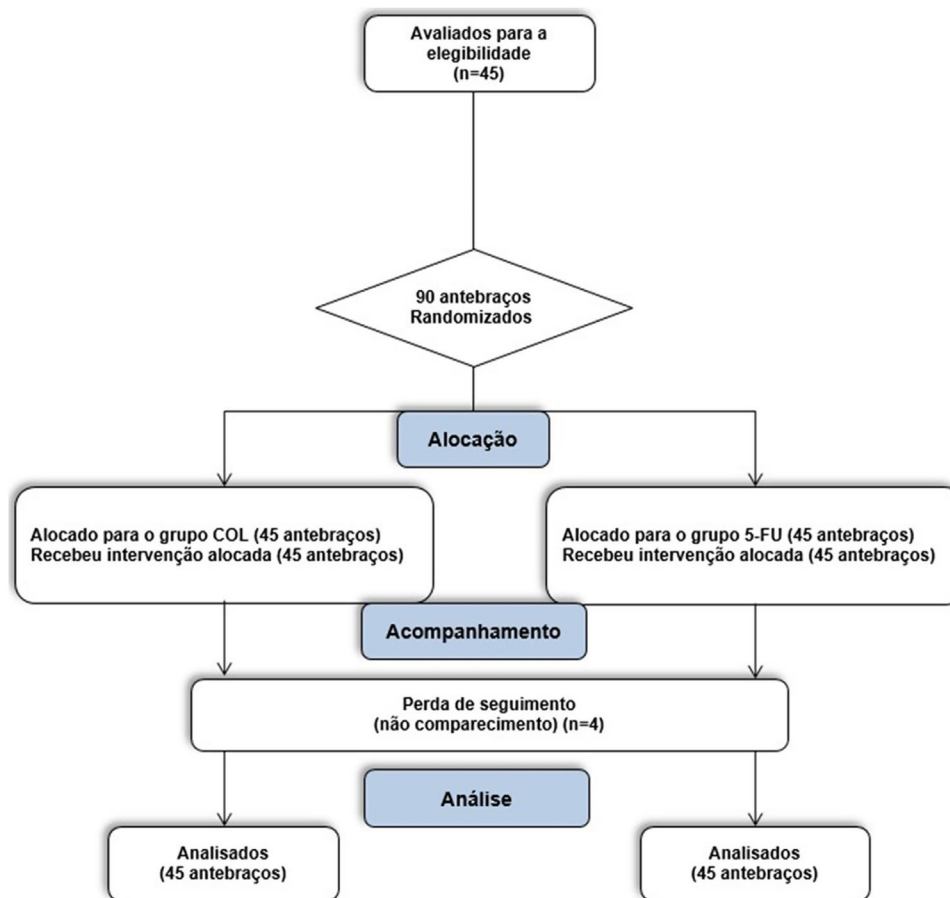 Avaliados para a
elegibilidade
(n=45)
90 antebraços
Randomizados
Alocação
Alocado para o grupo COL (45 antebraços)
Recebeu intervenção alocada (45 antebraços)
Alocado para o grupo 5-FU (45 antebraços)
Recebeu intervenção alocada (45 antebraços)
Acompanhamento
Perda de seguimento
(não comparecimento) (n=4)
Análise
Analisados
(45 antebraços)
Analisados
(45 antebraços)